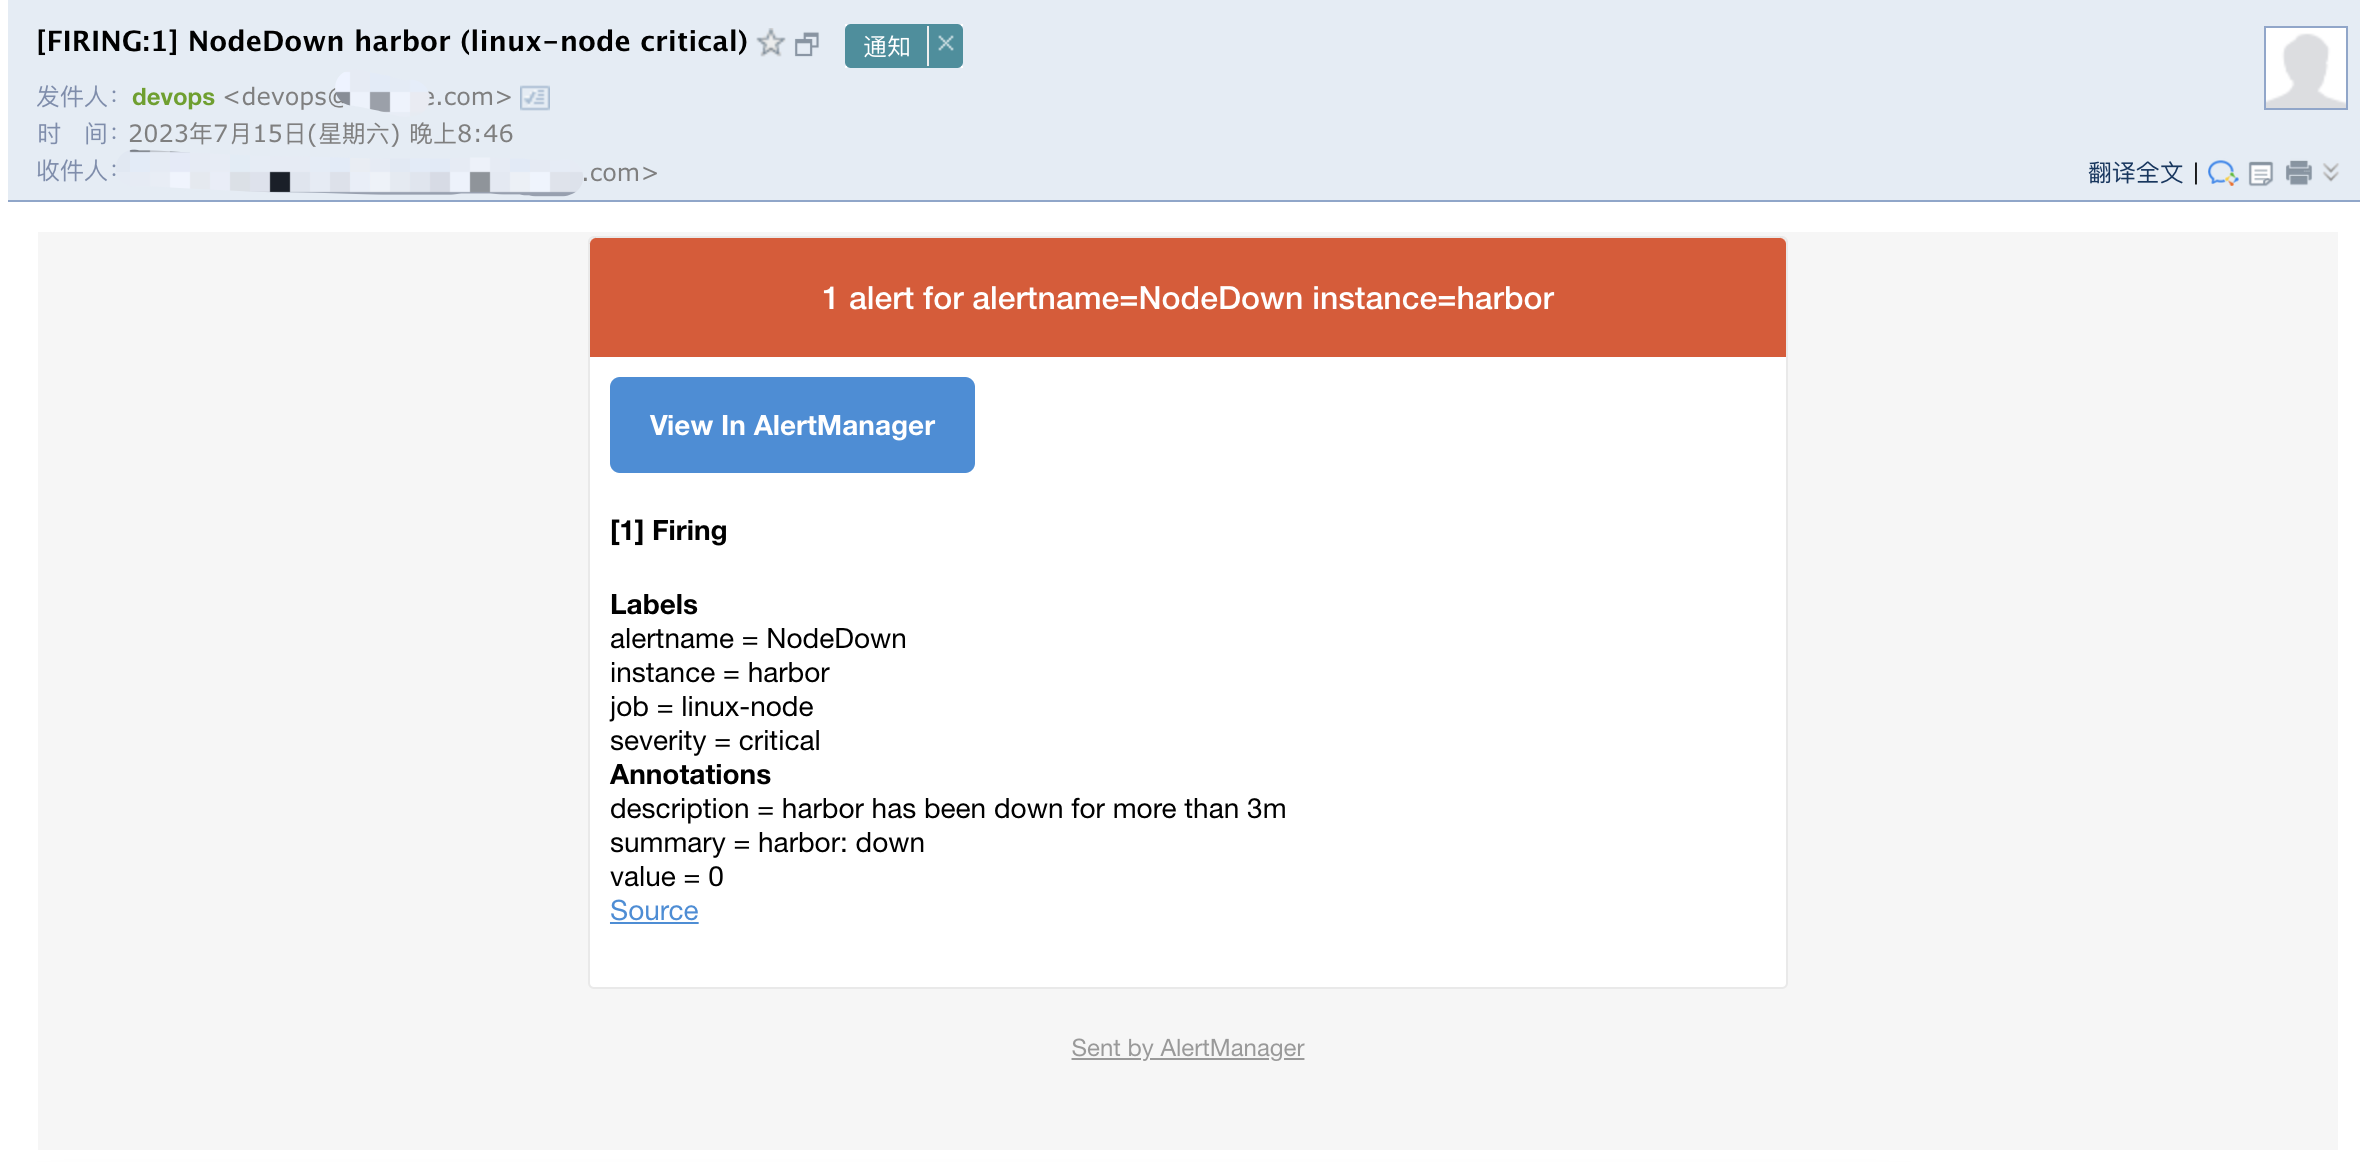 [FIRING:1] NodeDown harbor (linux-node critical) 通知
发件人： devops <devops@ e.com>
时 间： 2023年7月15日(星期六) 晚上8:46
收件人： .com>
翻译全文 |
1 alert for alertname=NodeDown instance=harbor
View In AlertManager
[1] Firing
Labels
alertname = NodeDown
instance = harbor
job = linux-node
severity = critical
Annotations
description = harbor has been down for more than 3m
summary = harbor: down
value = 0
Source
Sent by AlertManager